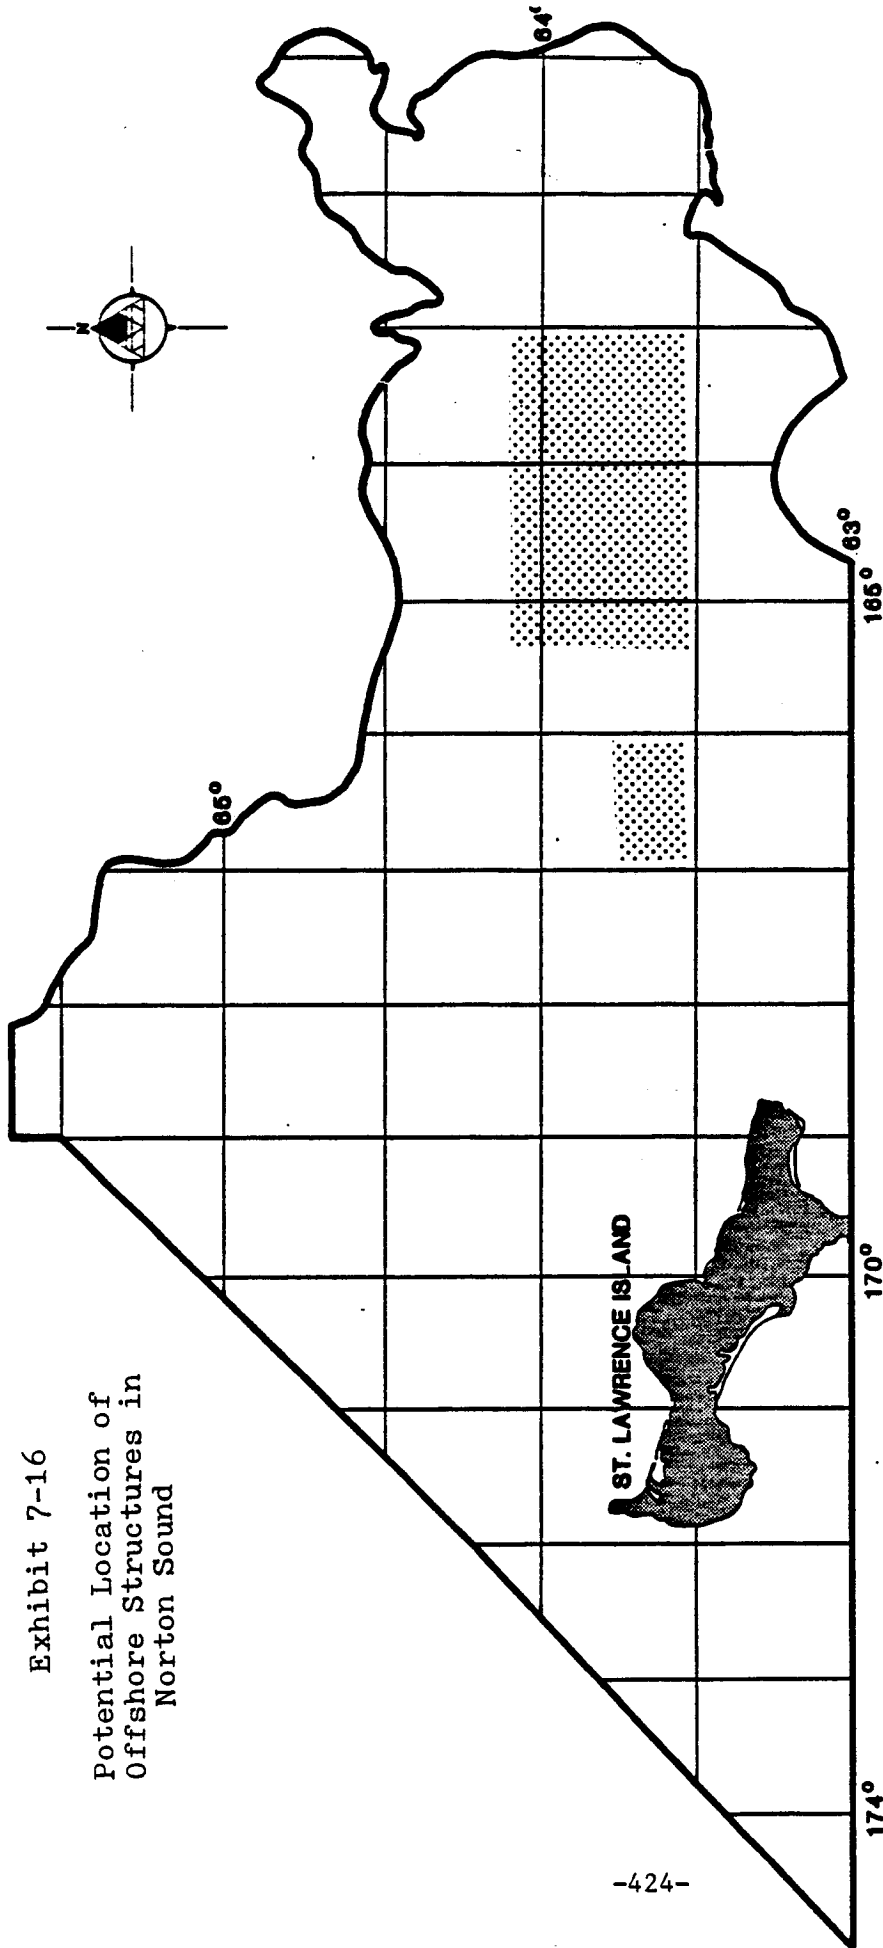 Exhibit 7-16
Potential Location of
Offshore Structures in
Norton Sound
N
65°
64°
ST. LAWRENCE ISLAND
63°
174°
170°
165°
-424-